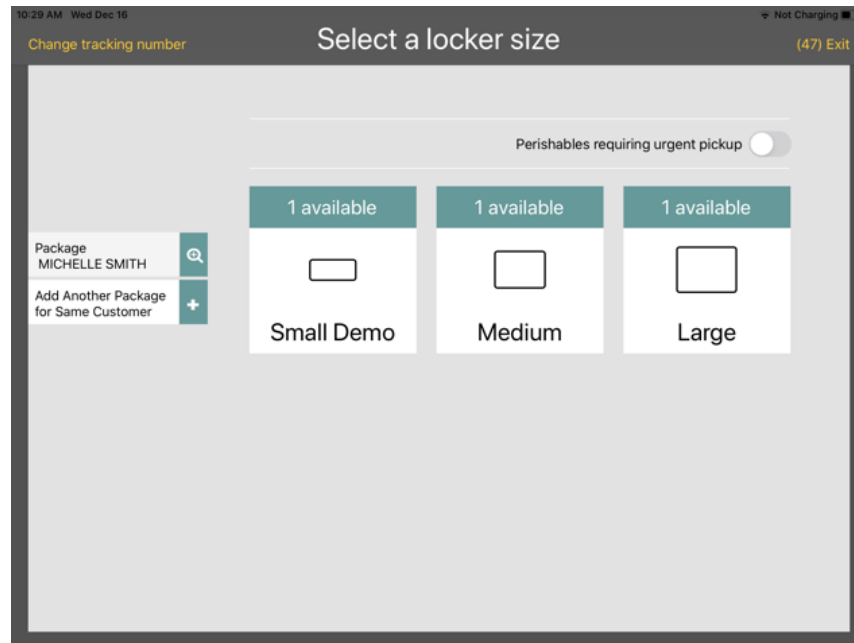 10:29 AM Wed Dec 16
Not Charging
Change tracking number
Select a locker size
(47) Exit
Perishables requiring urgent pickup
1 available
1 available
1 available
Package
MICHELLE SMITH
Add Another Package
for Same Customer
Small Demo
Medium
Large